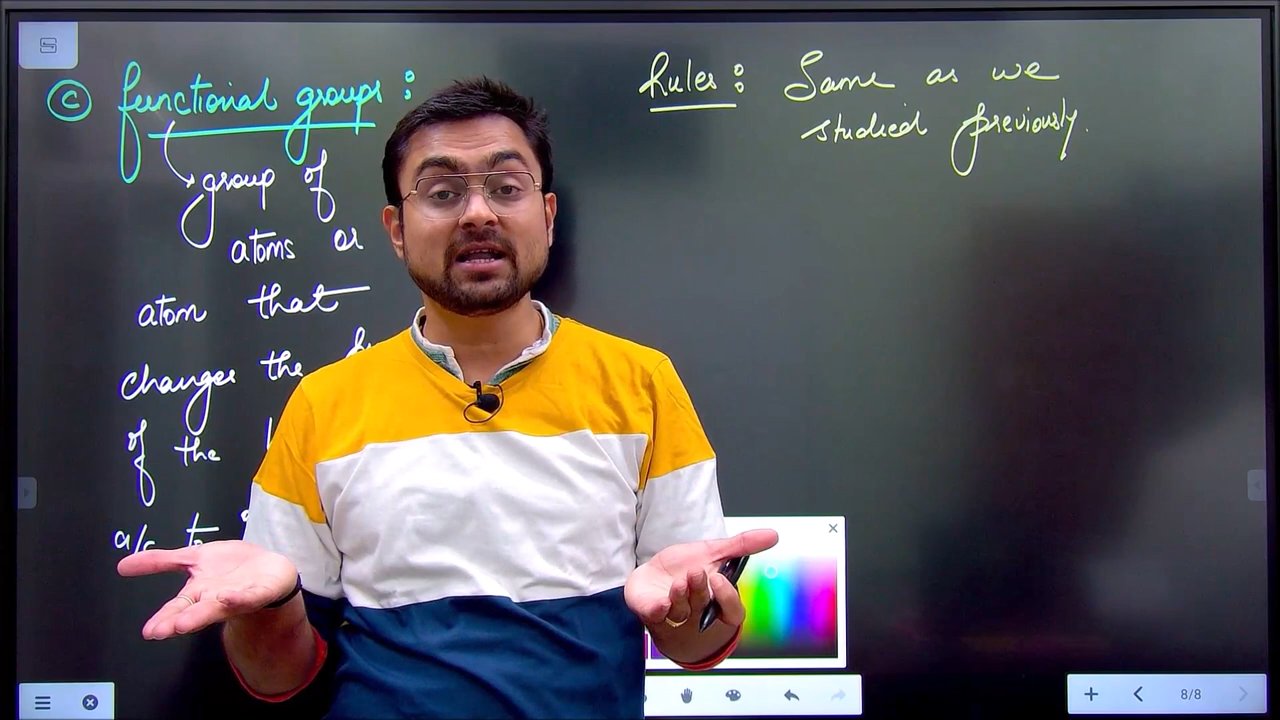 © functional groups :
group of
atoms or
atom that
changes the
of the
a/c to
Rules : Same as we
studied previously.
8/8